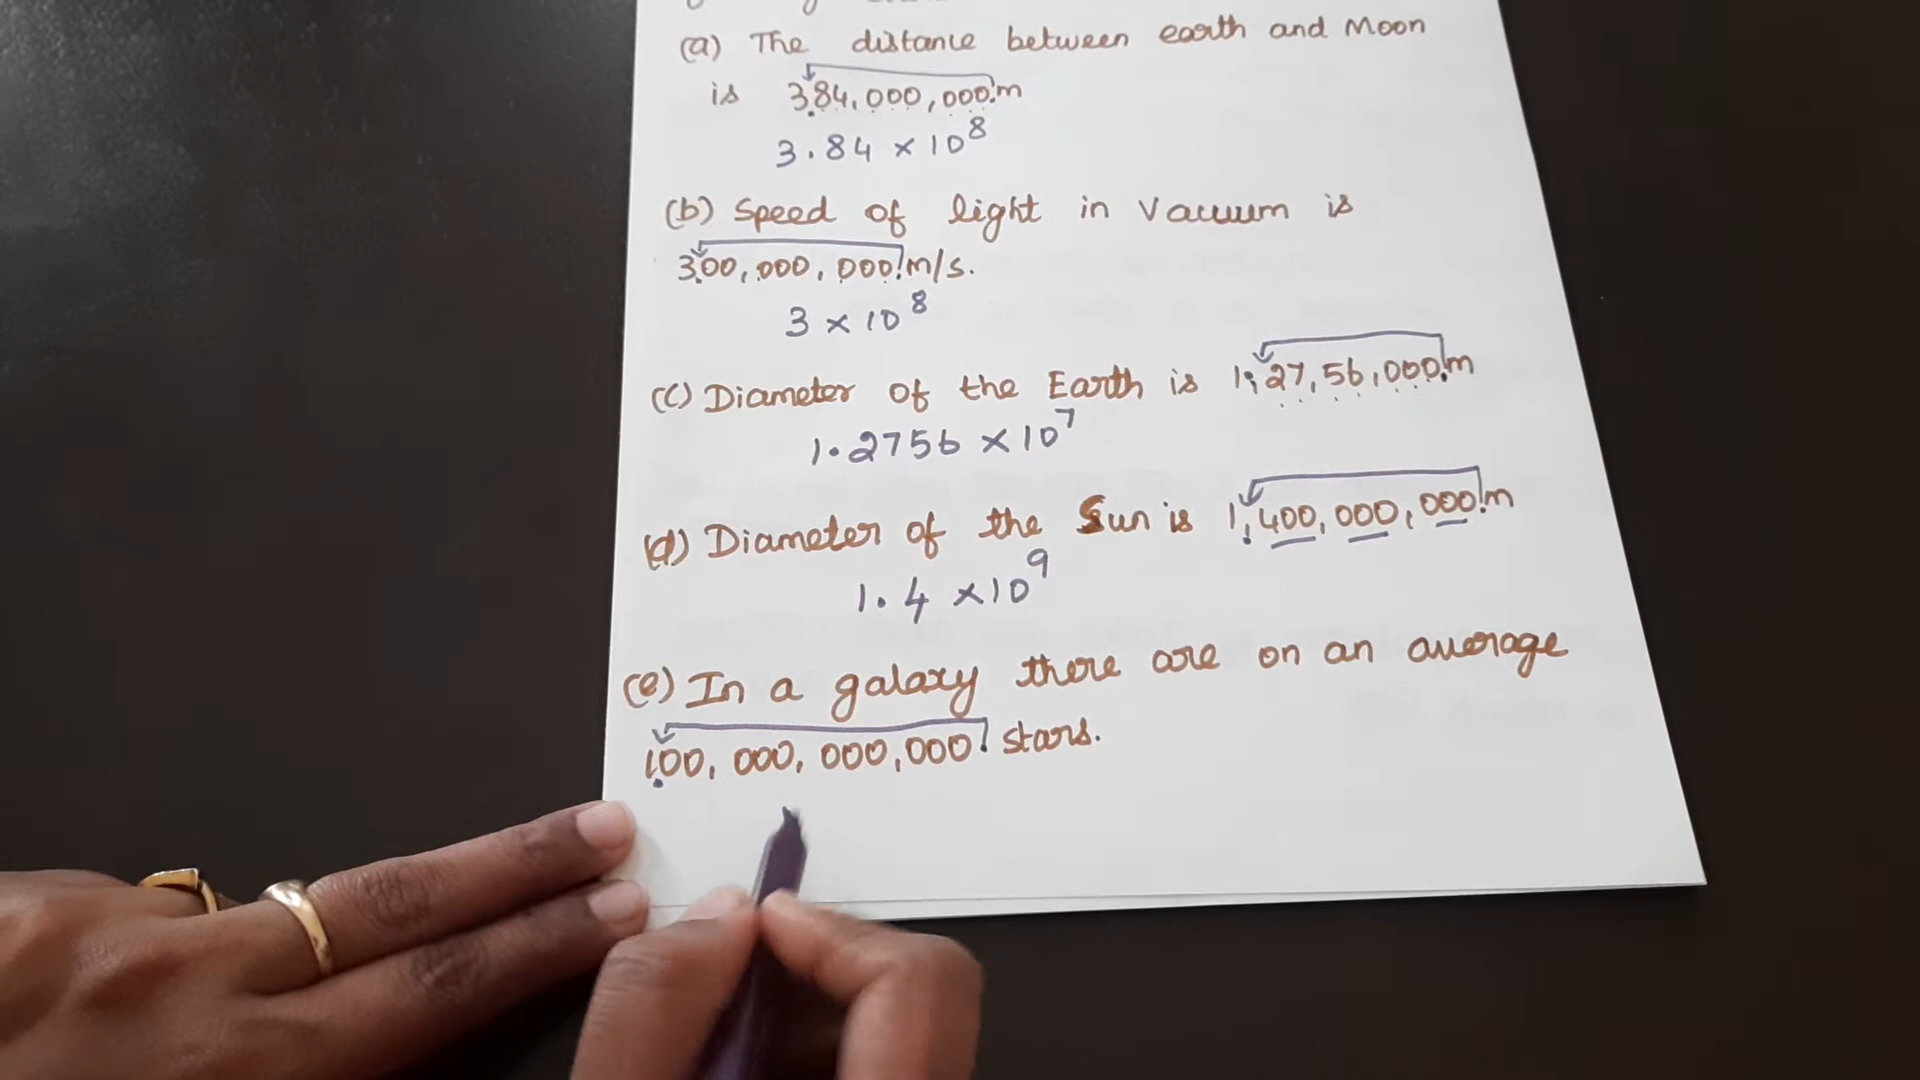 (a) The distance between earth and Moon
is 384,000,000.m
3.84 × 10⁸
(b) Speed of light in Vacuum is
300,000,000.m/s.
3 × 10⁸
(c) Diameter of the Earth is 1,27,56,000.m
1.2756 × 10⁷
(d) Diameter of the Sun is 1,400,000,000.m
1.4 × 10⁹
(e) In a galaxy there are on an average
100,000,000,000. stars.